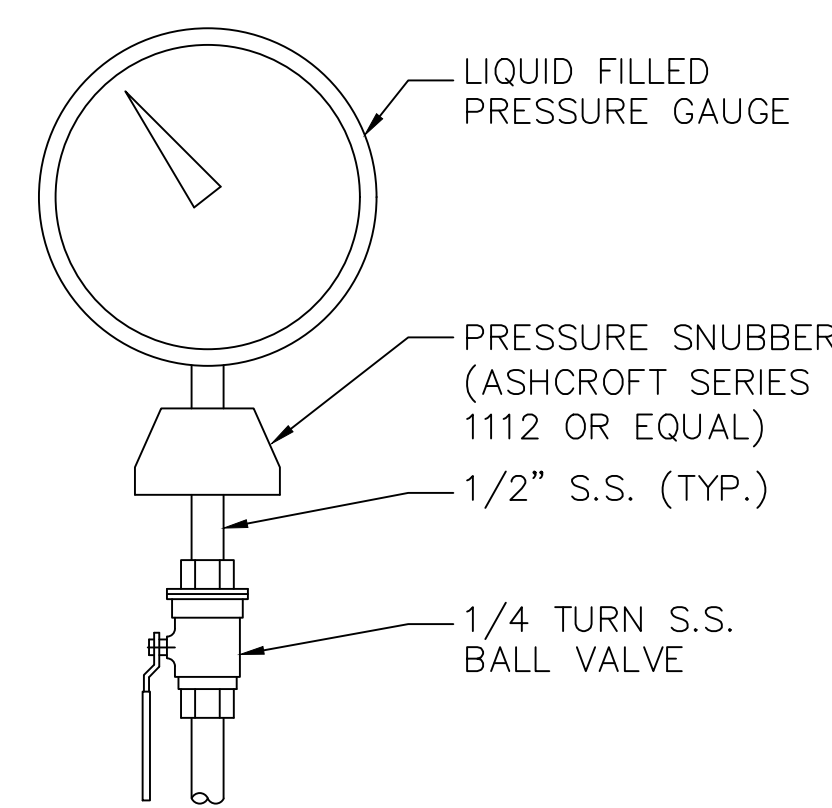 LIQUID FILLED
PRESSURE GAUGE
PRESSURE SNUBBER
(ASHCROFT SERIES
1112 OR EQUAL)
1/2” S.S. (TYP.)
1/4 TURN S.S.
BALL VALVE